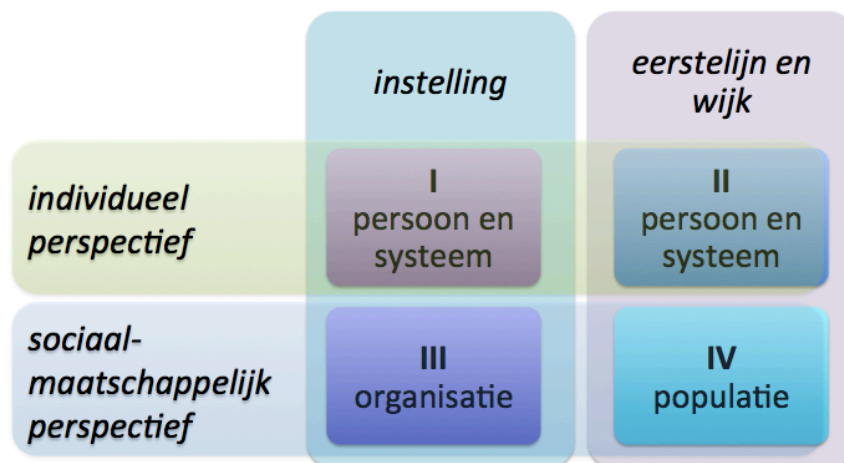 instelling
eerstelijn en
wijk
individueel
perspectief
I
persoon en
systeem
II
persoon en
systeem
sociaal-
maatschappelijk
perspectief
III
organisatie
IV
populatie